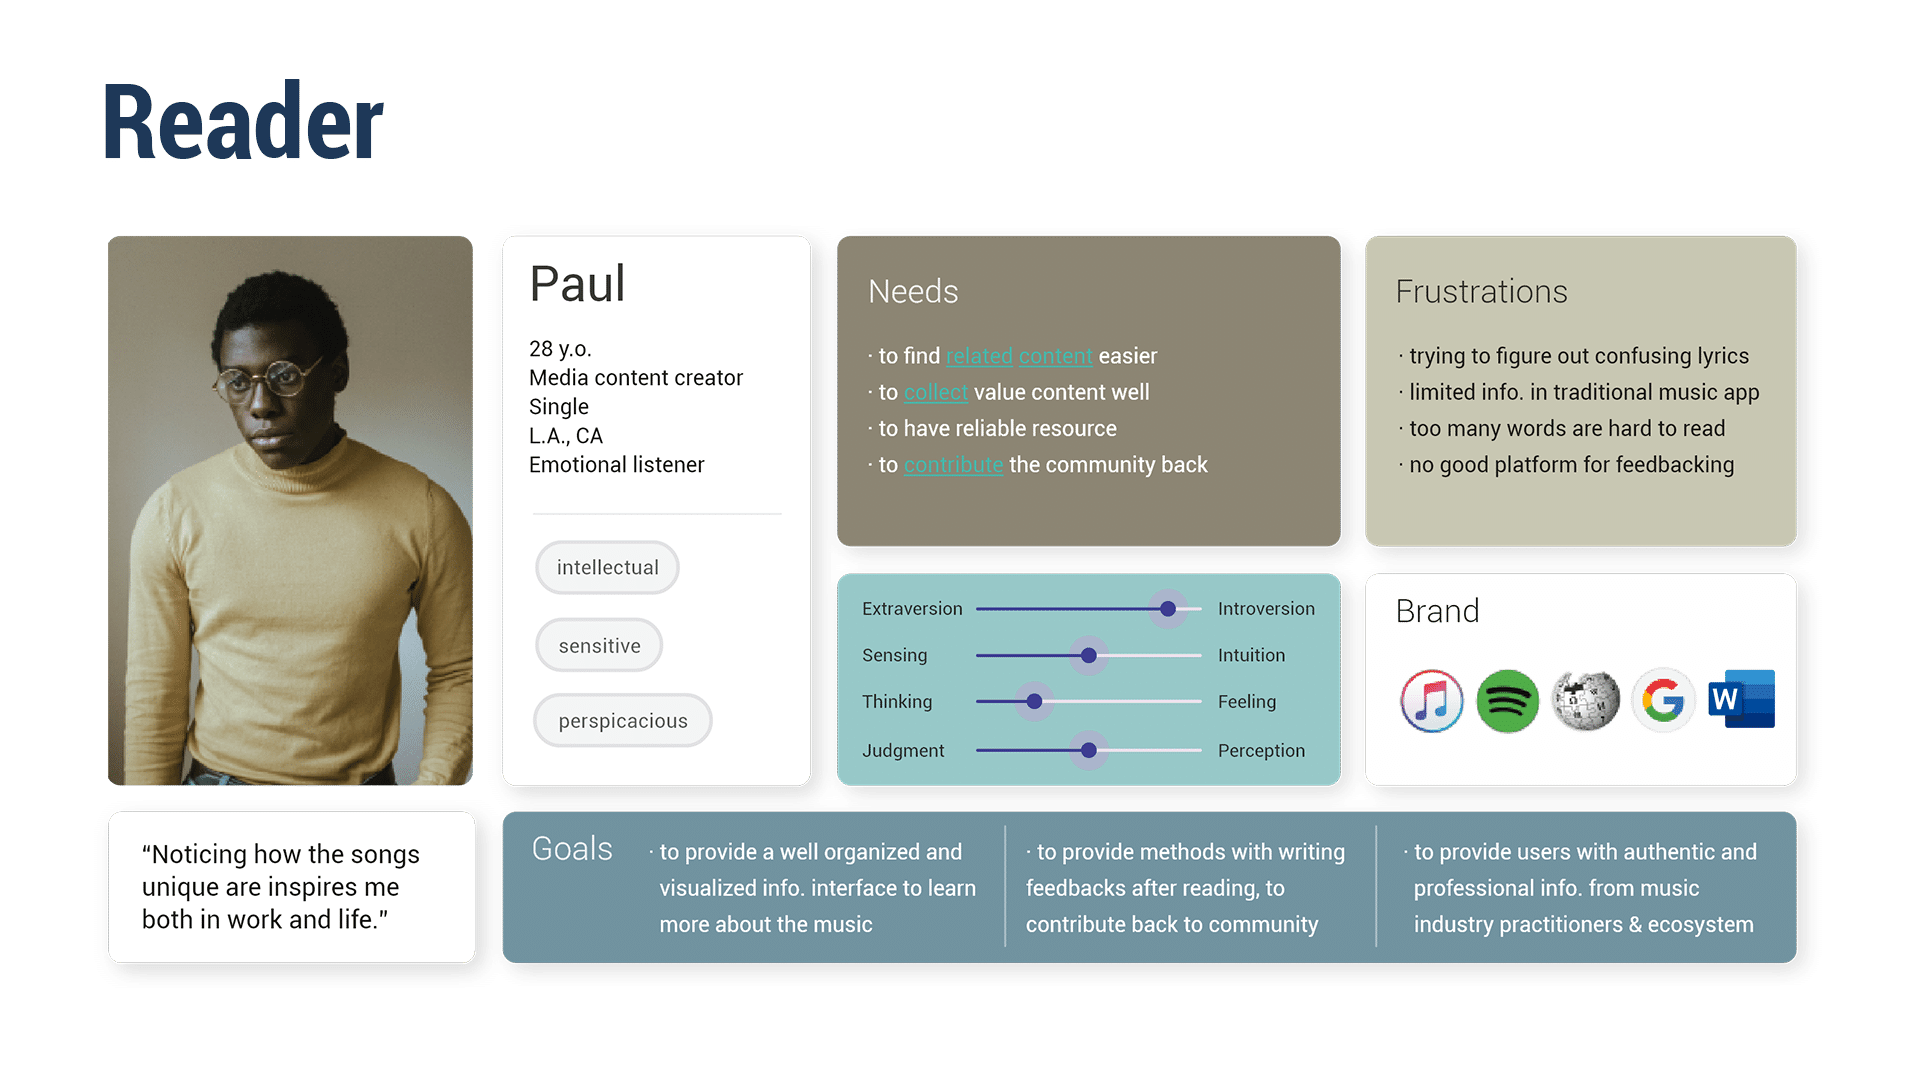 Reader
Paul
28 y.o.
Media content creator
Single
L.A., CA
Emotional listener
intellectual
sensitive
perspicacious
Needs
· to find related content easier
· to collect value content well
· to have reliable resource
· to contribute the community back
Frustrations
· trying to figure out confusing lyrics
· limited info. in traditional music app
· too many words are hard to read
· no good platform for feedbacking
Extraversion Introversion
Sensing Intuition
Thinking Feeling
Judgment Perception
Brand
W
“Noticing how the songs
unique are inspires me
both in work and life.”
Goals
· to provide a well organized and
visualized info. interface to learn
more about the music
· to provide methods with writing
feedbacks after reading, to
contribute back to community
· to provide users with authentic and
professional info. from music
industry practitioners & ecosystem